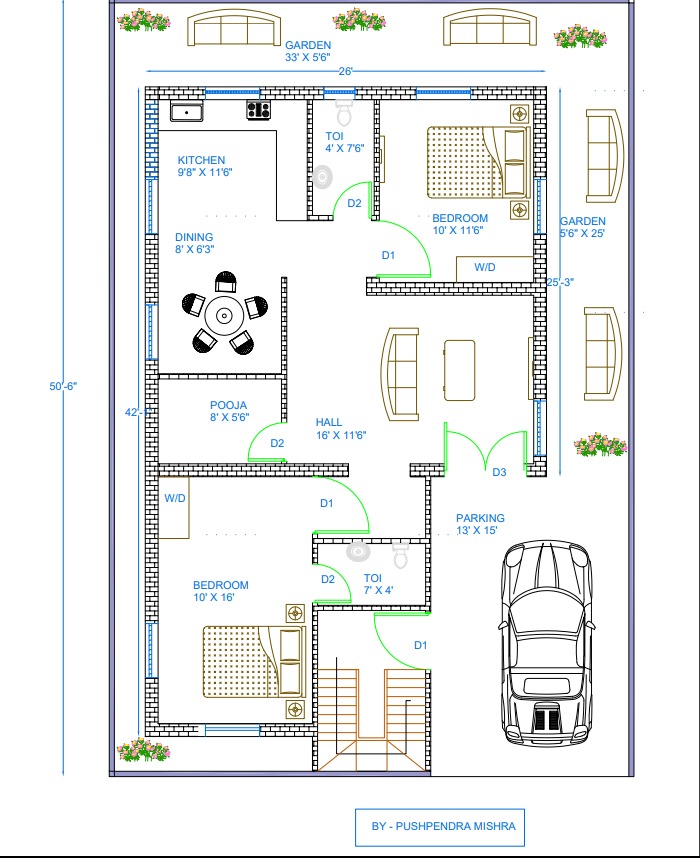 GARDEN
33' X 5'6"
26'
TOI
4' X 7'6"
KITCHEN
9'8" X 11'6"
D2
BEDROOM
10' X 11'6"
GARDEN
5'6" X 25'
DINING
8' X 6'3"
D1
W/D
25'-3"
50'-6"
POOJA
8' X 5'6"
HALL
16' X 11'6"
D2
D3
W/D
D1
PARKING
13' X 15'
BEDROOM
10' X 16'
D2
TOI
7' X 4'
D1
BY - PUSHPENDRA MISHRA